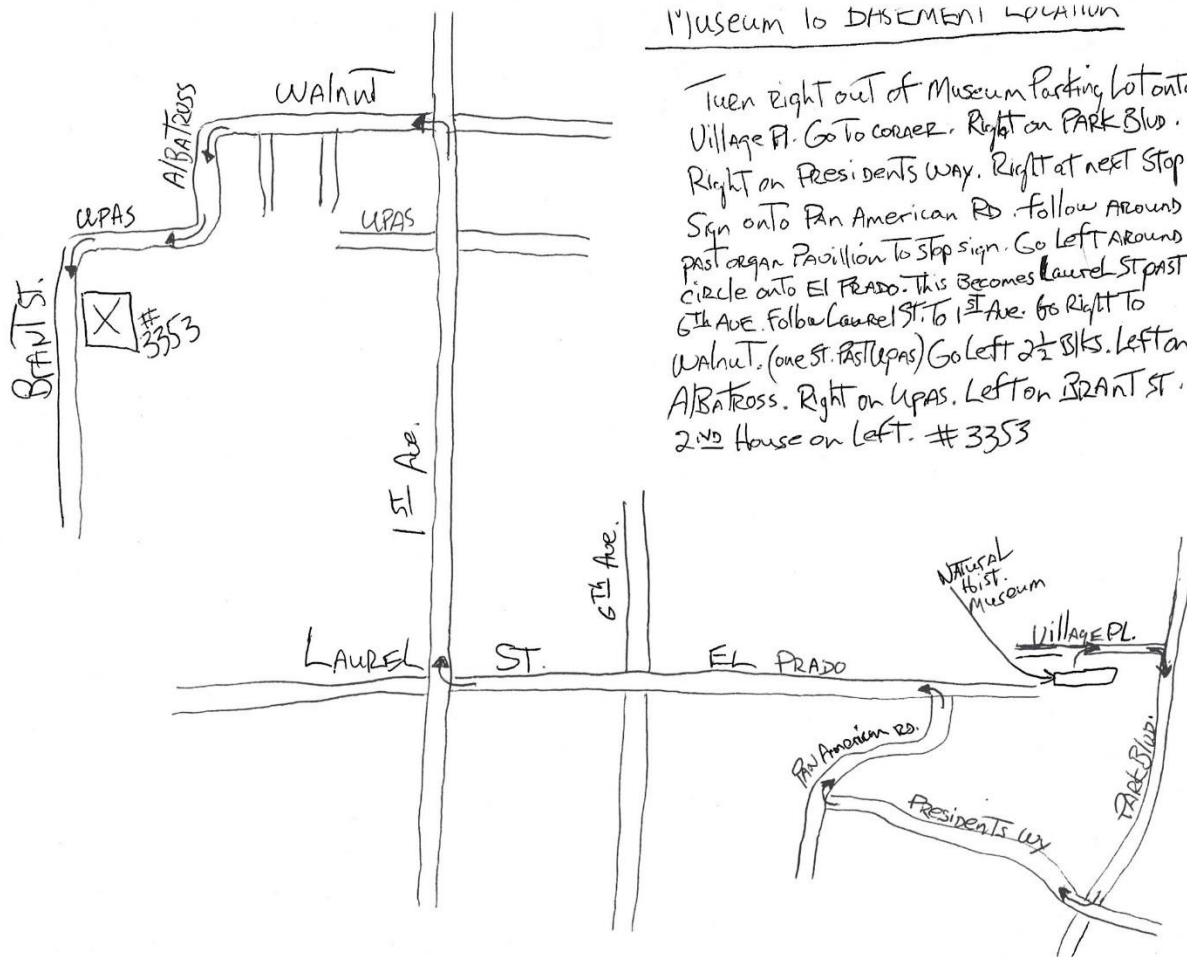 Museum to BASEMENT LOCATION
Turn Right out of Museum Parking Lot onto
Village Pl. Go To corner. Right on PARK Blvd.
Right on Presidents Way. Right at next Stop
Sign onto Pan American RD. follow AROUND
past organ Pavillion To Stop sign. Go Left AROUND
circle onto El PRADO. This Becomes Laurel ST past
6Th AVE. Follow Laurel ST. To 1ST Ave. Go Right To
Walnut. (one ST. PAST Upas) Go Left 2½ Blks. Left on
AlBATROSS. Right on Upas. Left on BRANT ST.
2ND House on Left. # 3353
WAlnuT
A/BATROSS
UPAS
UPAS
BRANT ST.
X
# 3353
1ST Ave.
6Th Ave.
NATURAL
HIST.
Museum
VillAGE PL.
LAUREL ST.
EL PRADO
PAN American RD.
PRESIDENTS WY
PARK BLVD.